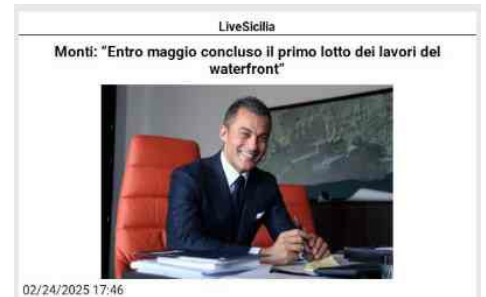 LiveSicilia
Monti: “Entro maggio concluso il primo lotto dei lavori del
waterfront”
02/24/2025 17:46